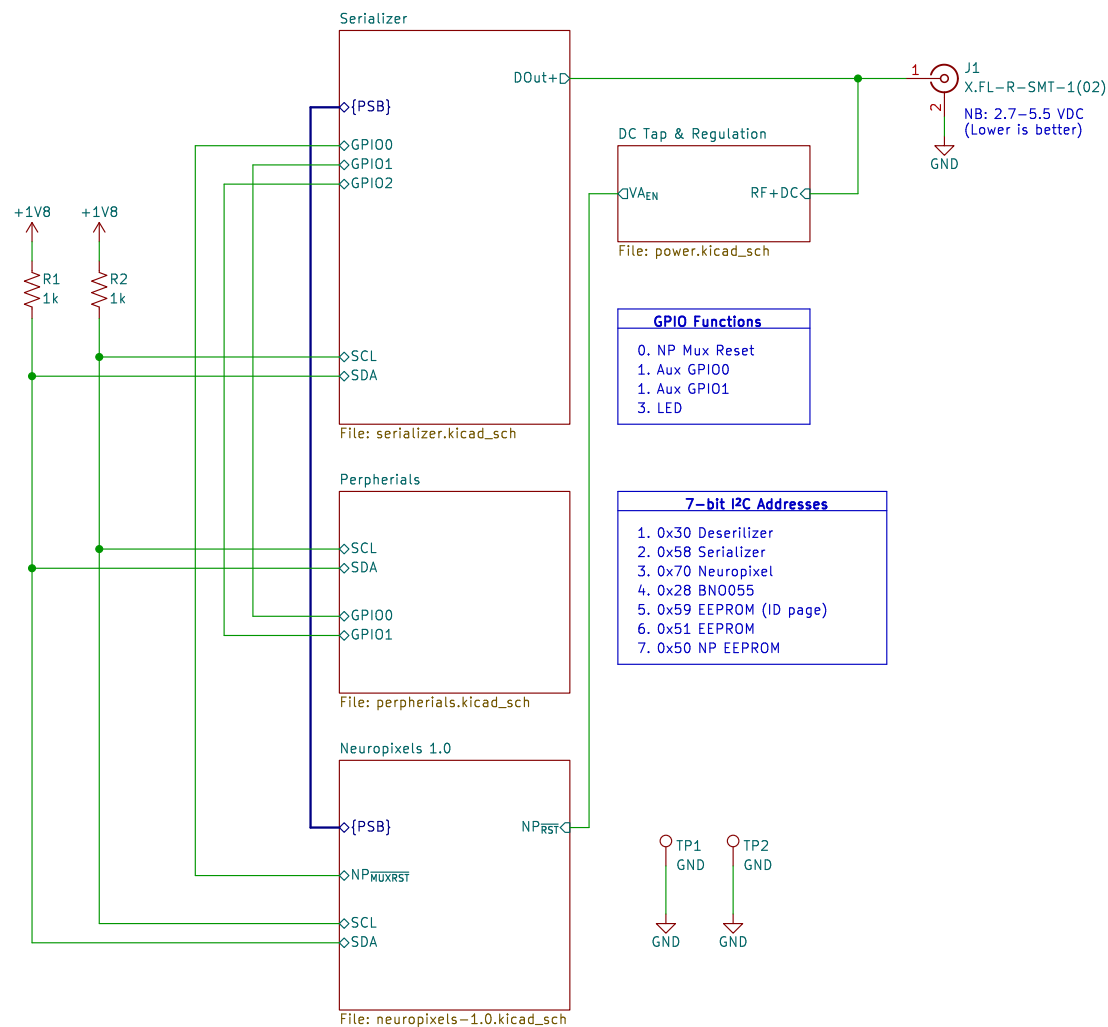 Serializer
DOut+
{PSB}
GPIO0
GPIO1
GPIO2
SCL
SDA
File: serializer.kicad_sch
1
2
J1
X.FL-R-SMT-1(02)
NB: 2.7-5.5 VDC
(Lower is better)
GND
DC Tap & Regulation
VAEN
RF+DC
File: power.kicad_sch
+1V8
+1V8
R1
1k
R2
1k
GPIO Functions
0. NP Mux Reset
1. Aux GPIO0
1. Aux GPIO1
3. LED
Perpherials
SCL
SDA
GPIO0
GPIO1
File: perpherials.kicad_sch
7-bit I²C Addresses
1. 0x30 Deserilizer
2. 0x58 Serializer
3. 0x70 Neuropixel
4. 0x28 BNO055
5. 0x59 EEPROM (ID page)
6. 0x51 EEPROM
7. 0x50 NP EEPROM
Neuropixels 1.0
{PSB}
NPRST
NPMUXRST
SCL
SDA
File: neuropixels-1.0.kicad_sch
TP1
GND
GND
TP2
GND
GND